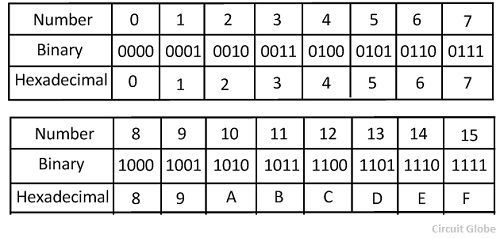 Number 0 1 2 3 4 5 6 7
Binary 0000 0001 0010 0011 0100 0101 0110 0111
Hexadecimal 0 1 2 3 4 5 6 7
Number 8 9 10 11 12 13 14 15
Binary 1000 1001 1010 1011 1100 1101 1110 1111
Hexadecimal 8 9 A B C D E F
Circuit Globe